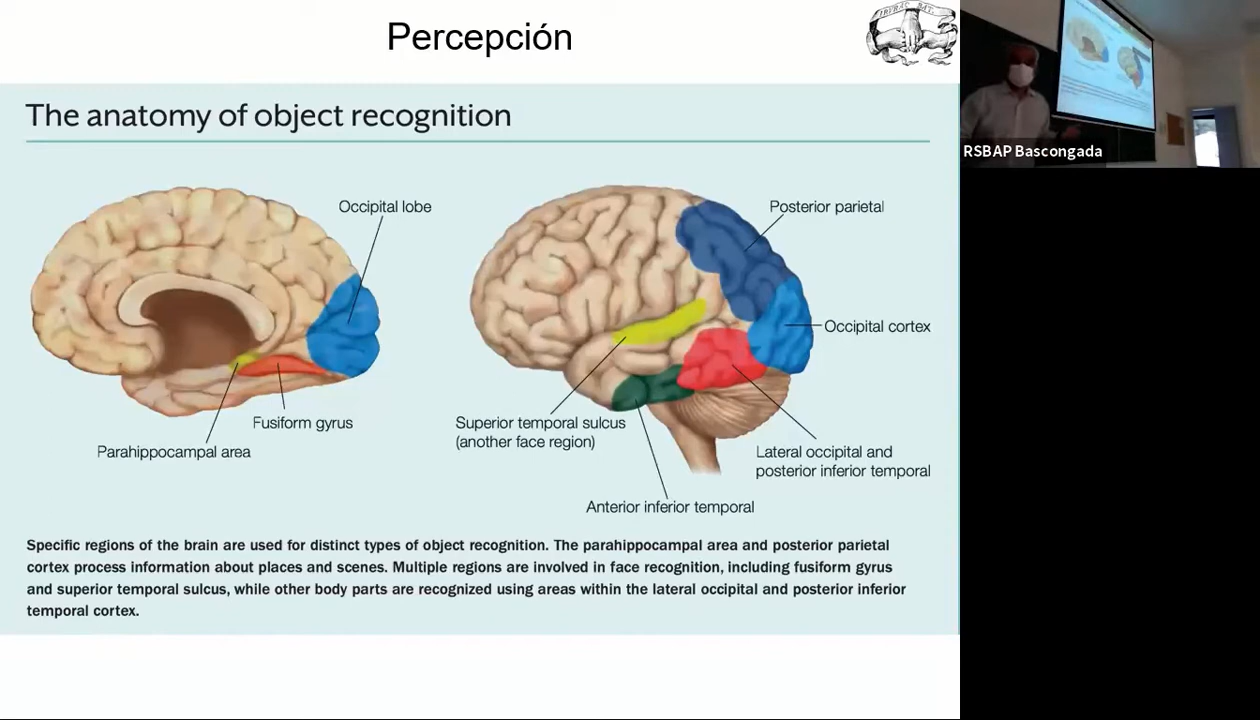 Percepción
IRURAC BAT
The anatomy of object recognition
Occipital lobe
Fusiform gyrus
Parahippocampal area
Posterior parietal
Occipital cortex
Superior temporal sulcus
(another face region)
Lateral occipital and
posterior inferior temporal
Anterior inferior temporal
Specific regions of the brain are used for distinct types of object recognition. The parahippocampal area and posterior parietal
cortex process information about places and scenes. Multiple regions are involved in face recognition, including fusiform gyrus
and superior temporal sulcus, while other body parts are recognized using areas within the lateral occipital and posterior inferior
temporal cortex.
RSBAP Bascongada